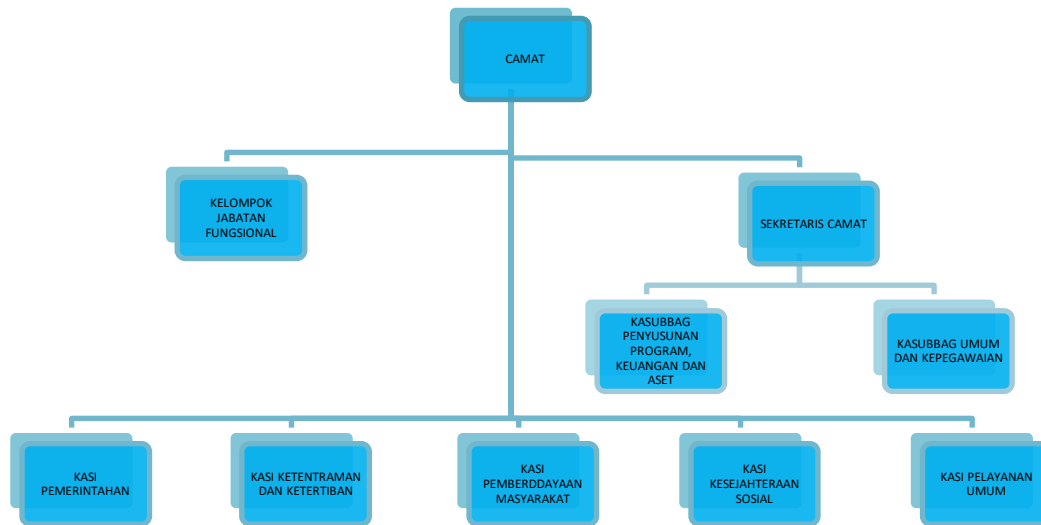 CAMAT
KELOMPOK
JABATAN
FUNGSIONAL
SEKRETARIS CAMAT
KASUBBAG
PENYUSUNAN
PROGRAM,
KEUANGAN DAN
ASET
KASUBBAG UMUM
DAN KEPEGAWAIAN
KASI
PEMERINTAHAN
KASI KETENTRAMAN
DAN KETERTIBAN
KASI
PEMBERDDAYAAN
MASYARAKAT
KASI
KESEJAHTERAAN
SOSIAL
KASI PELAYANAN
UMUM